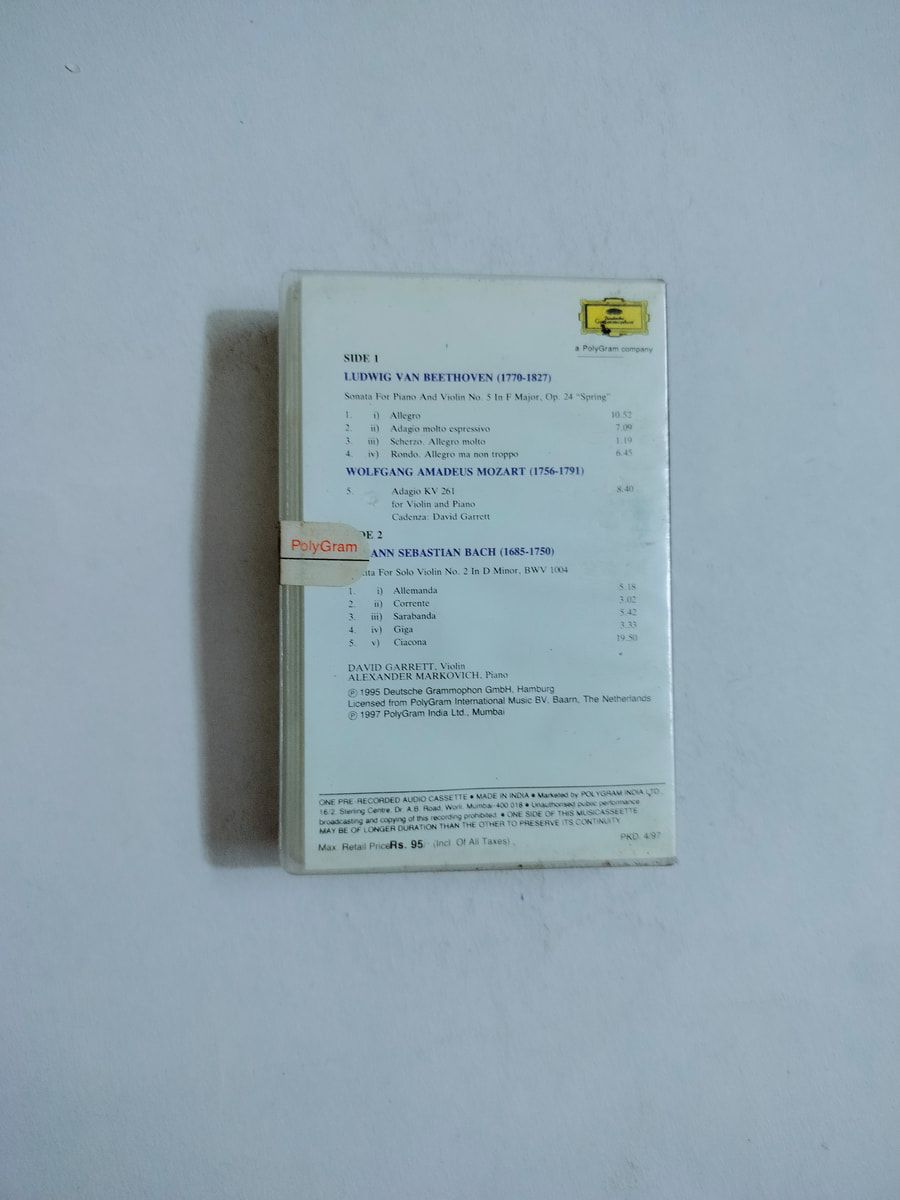 Deutsche
Grammophon
a PolyGram company
SIDE 1
LUDWIG VAN BEETHOVEN (1770-1827)
Sonata For Piano And Violin No. 5 In F Major, Op. 24 "Spring"
1. i) Allegro 10.52
2. ii) Adagio molto espressivo 7.09
3. iii) Scherzo. Allegro molto 1.19
4. iv) Rondo. Allegro ma non troppo 6.45
WOLFGANG AMADEUS MOZART (1756-1791)
5. Adagio KV 261 8.40
for Violin and Piano
Cadenza: David Garrett
DE 2
PolyGram
ANN SEBASTIAN BACH (1685-1750)
ita For Solo Violin No. 2 In D Minor, BWV 1004
1. i) Allemanda 5.18
2. ii) Corrente 3.02
3. iii) Sarabanda 5.42
4. iv) Giga 3.33
5. v) Ciacona 19.50
DAVID GARRETT, Violin
ALEXANDER MARKOVICH, Piano
℗ 1995 Deutsche Grammophon GmbH, Hamburg
Licensed from PolyGram International Music BV, Baarn, The Netherlands
℗ 1997 PolyGram India Ltd., Mumbai
ONE PRE-RECORDED AUDIO CASSETTE ● MADE IN INDIA ● Marketed by POLYGRAM INDIA LTD.,
16/2, Sterling Centre, Dr. A.B. Road, Worli, Mumbai-400 018 ● Unauthorised public performance
broadcasting and copying of this recording prohibited. ● ONE SIDE OF THIS MUSICASSETTE
MAY BE OF LONGER DURATION THAN THE OTHER TO PRESERVE ITS CONTINUITY.
PKD. 4/97
Max. Retail Price Rs. 95/- (Incl. Of All Taxes)